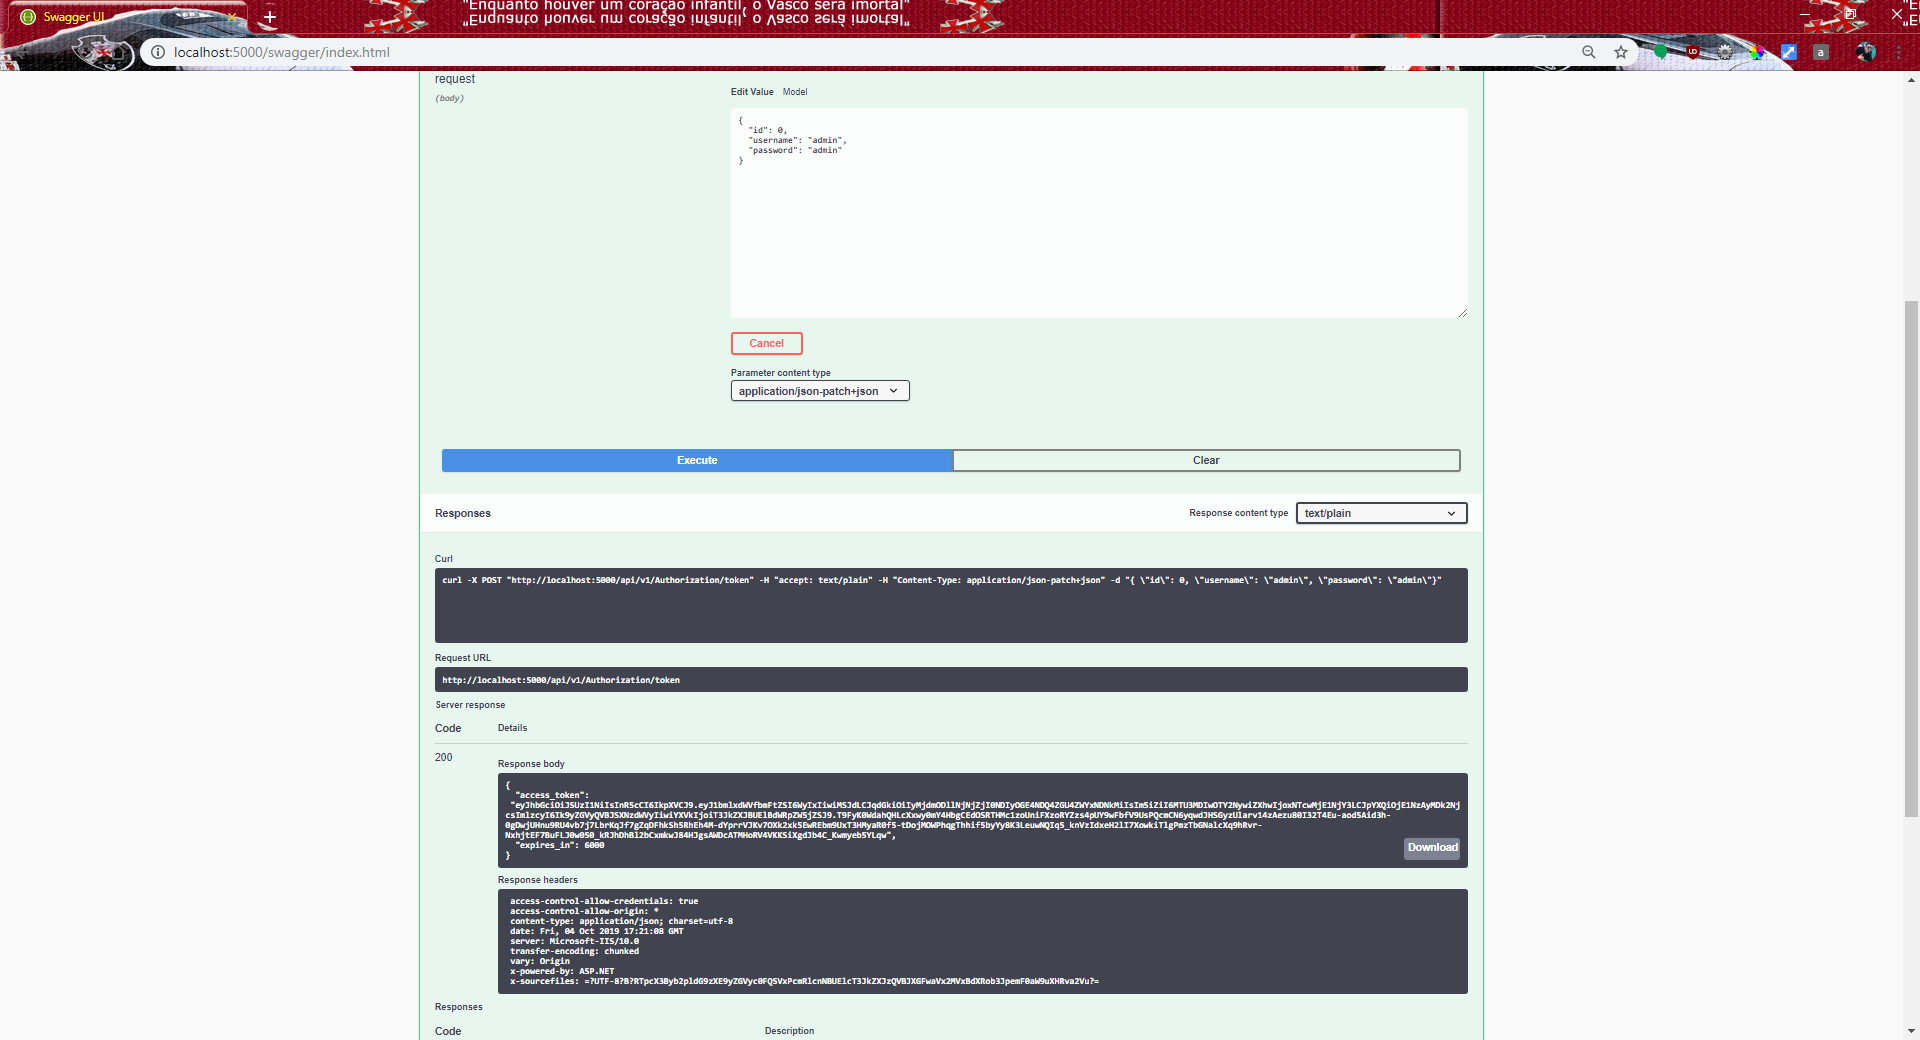 Swagger UI
"Enquanto houver um coração infantil, o Vasco será imortal"
localhost:5000/swagger/index.html
request
(body)
Edit Value Model
{
"id": 0,
"username": "admin",
"password": "admin"
}
Cancel
Parameter content type
application/json-patch+json
Execute Clear
Responses Response content type text/plain
Curl
curl -X POST "http://localhost:5000/api/v1/Authorization/token" -H "accept: text/plain" -H "Content-Type: application/json-patch+json" -d "{ \"id\": 0, \"username\": \"admin\", \"password\": \"admin\"}"
Request URL
http://localhost:5000/api/v1/Authorization/token
Server response
Code Details
200
Response body
{
"access_token":
"expires_in": 6000
}
Download
Response headers
access-control-allow-credentials: true
access-control-allow-origin: *
content-type: application/json; charset=utf-8
date: Fri, 04 Oct 2019 17:21:08 GMT
server: Microsoft-IIS/10.0
transfer-encoding: chunked
vary: Origin
x-powered-by: ASP.NET
x-sourcefiles:
Responses
Code Description